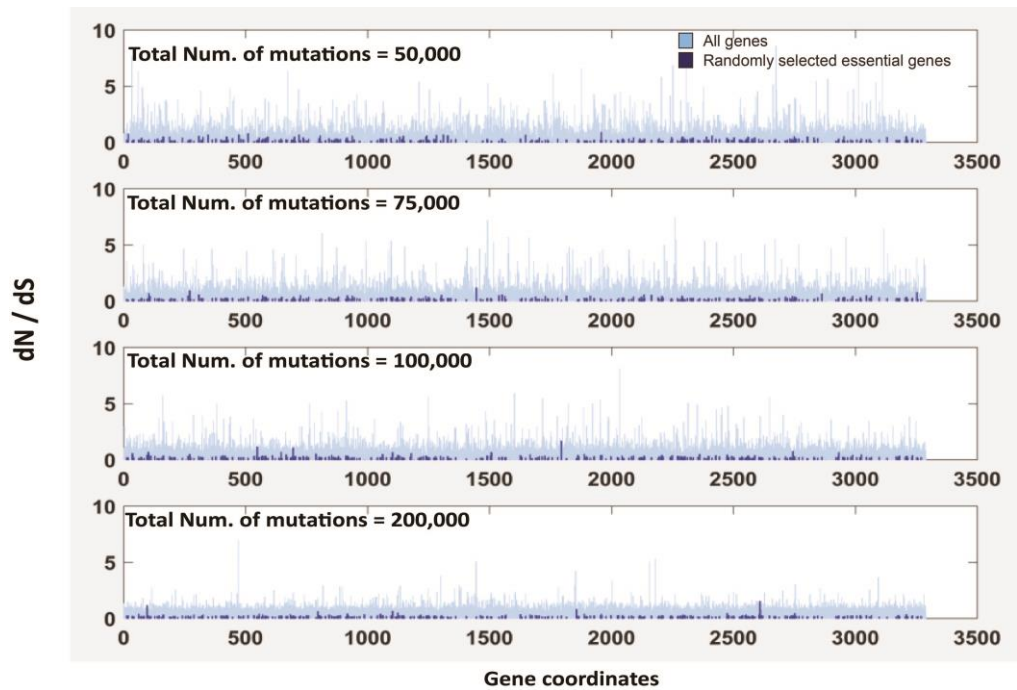 dN / dS
10
Total Num. of mutations = 50,000
All genes
Randomly selected essential genes
5
0
0 500 1000 1500 2000 2500 3000 3500
10
Total Num. of mutations = 75,000
5
0
0 500 1000 1500 2000 2500 3000 3500
10
Total Num. of mutations = 100,000
5
0
0 500 1000 1500 2000 2500 3000 3500
10
Total Num. of mutations = 200,000
5
0
0 500 1000 1500 2000 2500 3000 3500
Gene coordinates